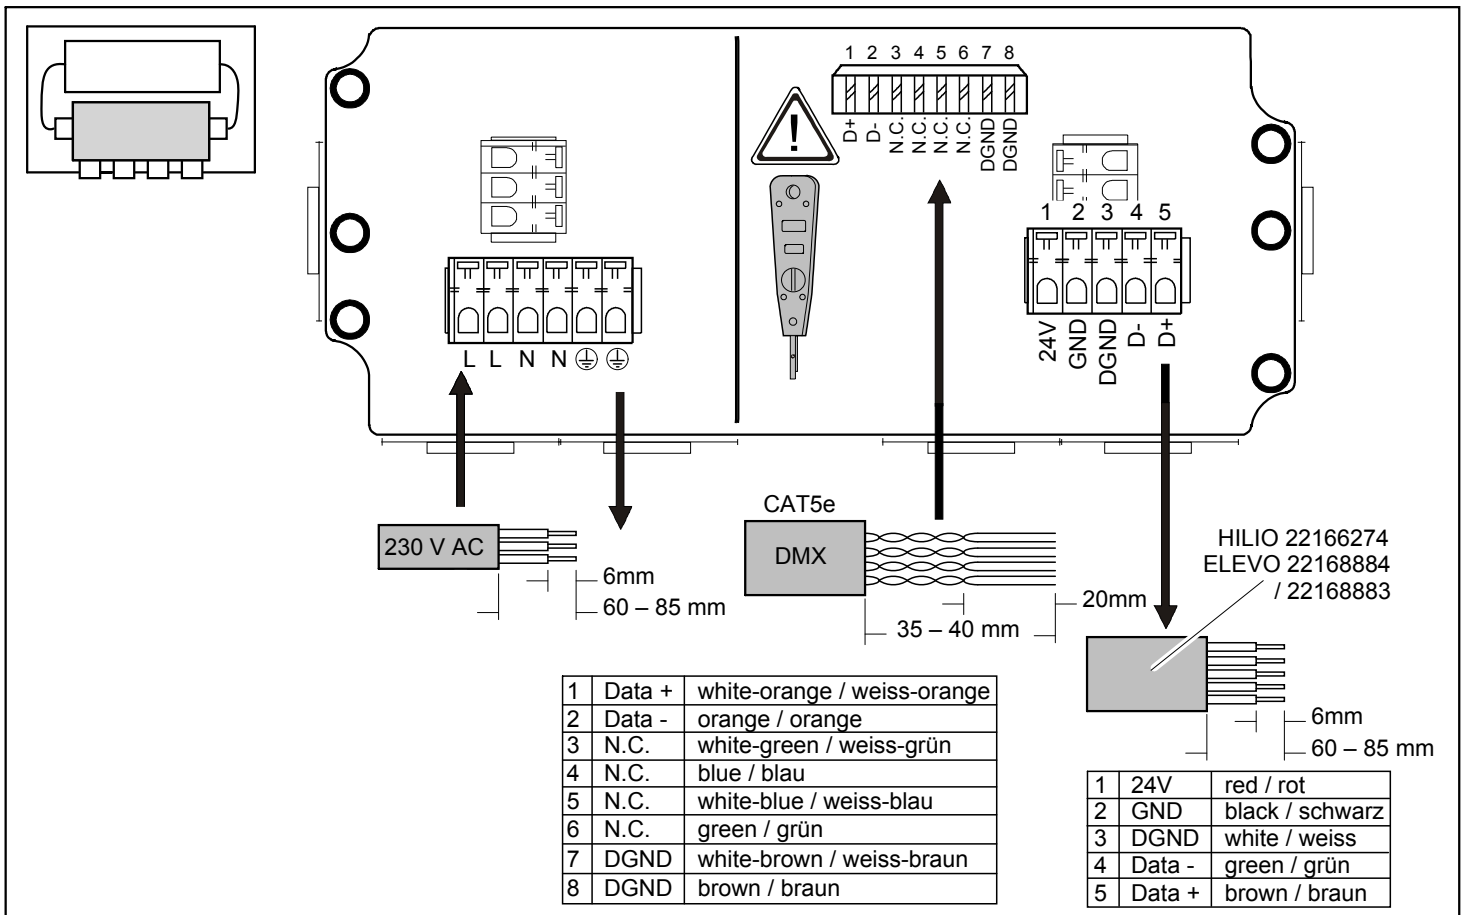 1 2 3 4 5 6 7 8
D+ D- N.C. N.C. N.C. N.C. DGND DGND
!
1 2 3 4 5
24V GND DGND D- D+
L L N N
230 V AC
6mm
60 – 85 mm
CAT5e
DMX
20mm
35 – 40 mm
HILIO 22166274
ELEVO 22168884
/ 22168883
6mm
60 – 85 mm
1 Data + white-orange / weiss-orange
2 Data - orange / orange
3 N.C. white-green / weiss-grün
4 N.C. blue / blau
5 N.C. white-blue / weiss-blau
6 N.C. green / grün
7 DGND white-brown / weiss-braun
8 DGND brown / braun
1 24V red / rot
2 GND black / schwarz
3 DGND white / weiss
4 Data - green / grün
5 Data + brown / braun